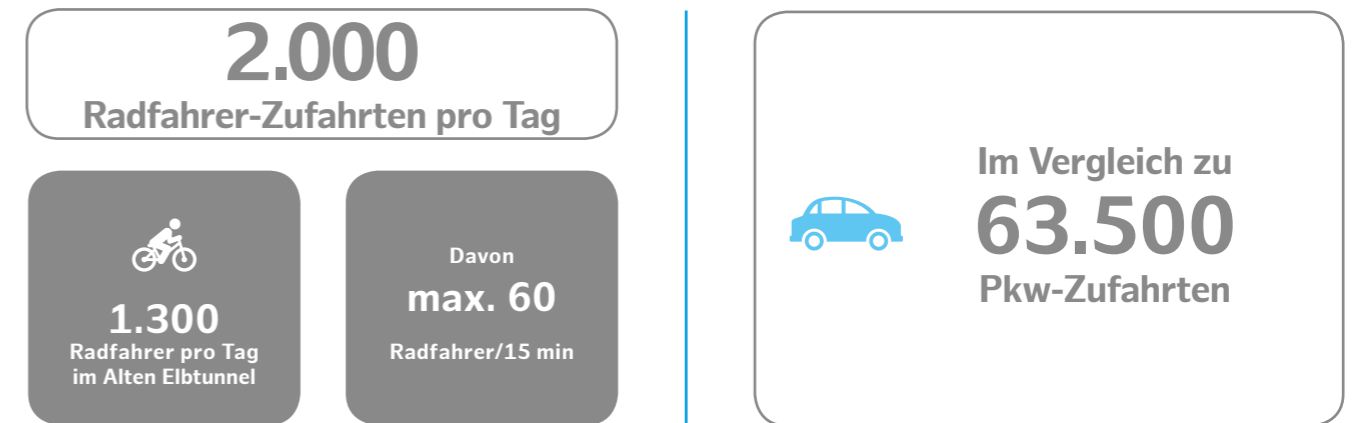 2.000
Radfahrer-Zufahrten pro Tag
1.300
Radfahrer pro Tag
im Alten Elbtunnel
Davon
max. 60
Radfahrer/15 min
Im Vergleich zu
63.500
Pkw-Zufahrten